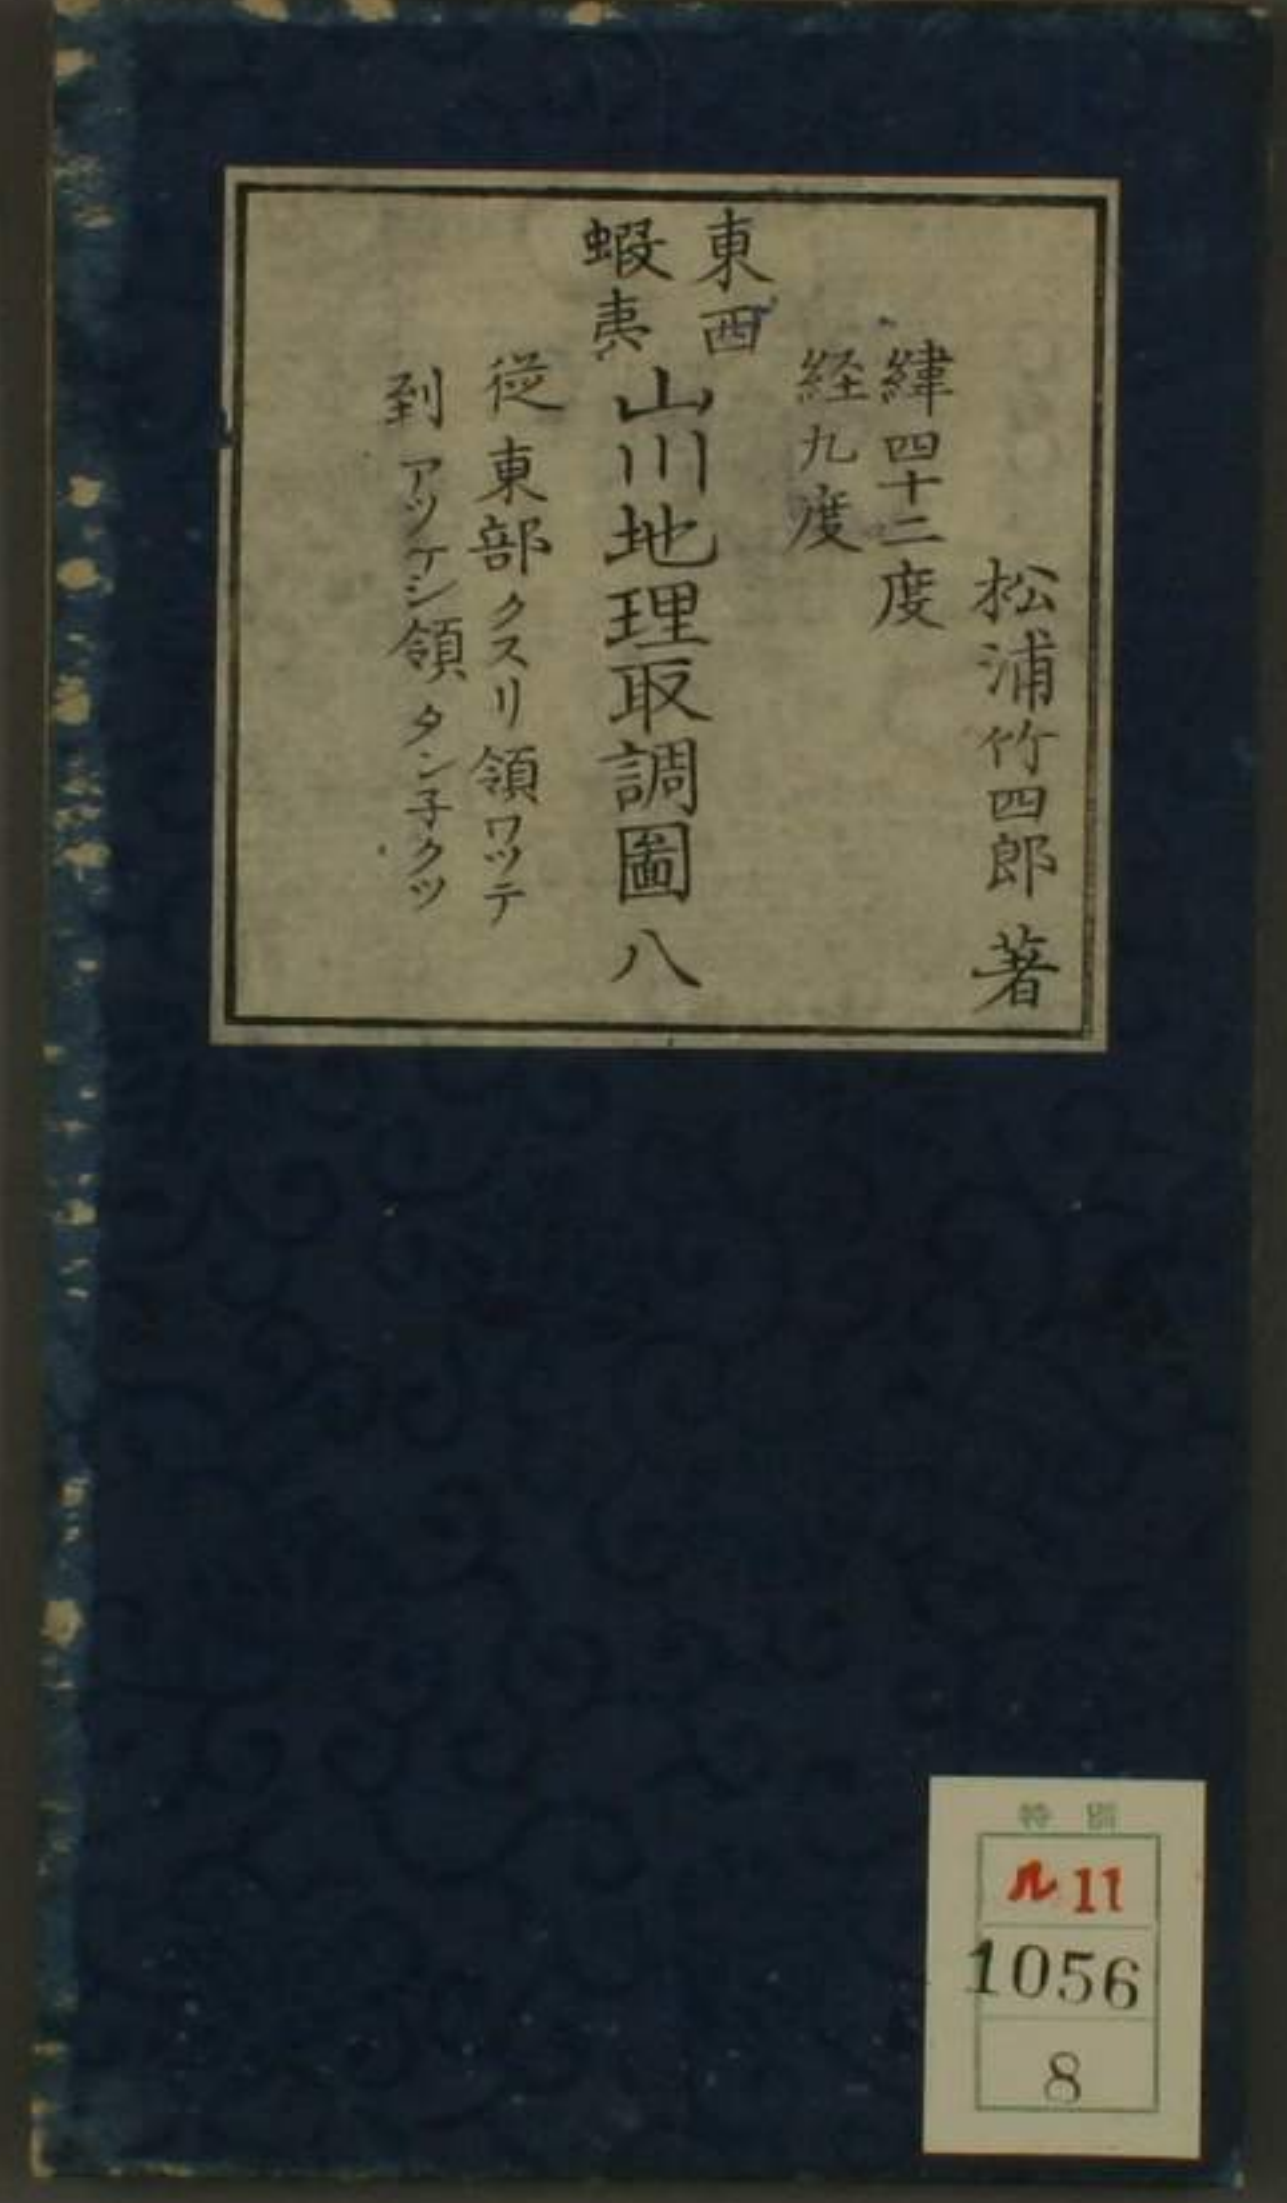 松浦竹四郎著
緯四十二度
経九度
東西
蝦夷
山川地理取調圖 八
従東部クスリ領ワツテ
到アツケシ領タン子クツ
特別
ル11
1056
8